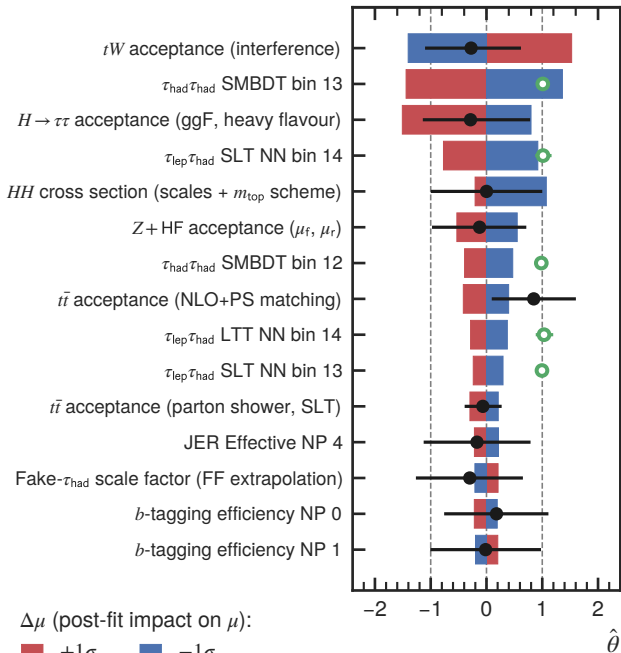 tW acceptance (interference)
τhadτhad SMBDT bin 13
H → ττ acceptance (ggF, heavy flavour)
τlepτhad SLT NN bin 14
HH cross section (scales + mtop scheme)
Z + HF acceptance (μf, μr)
τhadτhad SMBDT bin 12
tt̄ acceptance (NLO+PS matching)
τlepτhad LTT NN bin 14
τlepτhad SLT NN bin 13
tt̄ acceptance (parton shower, SLT)
JER Effective NP 4
Fake-τhad scale factor (FF extrapolation)
b-tagging efficiency NP 0
b-tagging efficiency NP 1
−2 −1 0 1 2
θ̂
Δμ (post-fit impact on μ):
+1σ −1σ